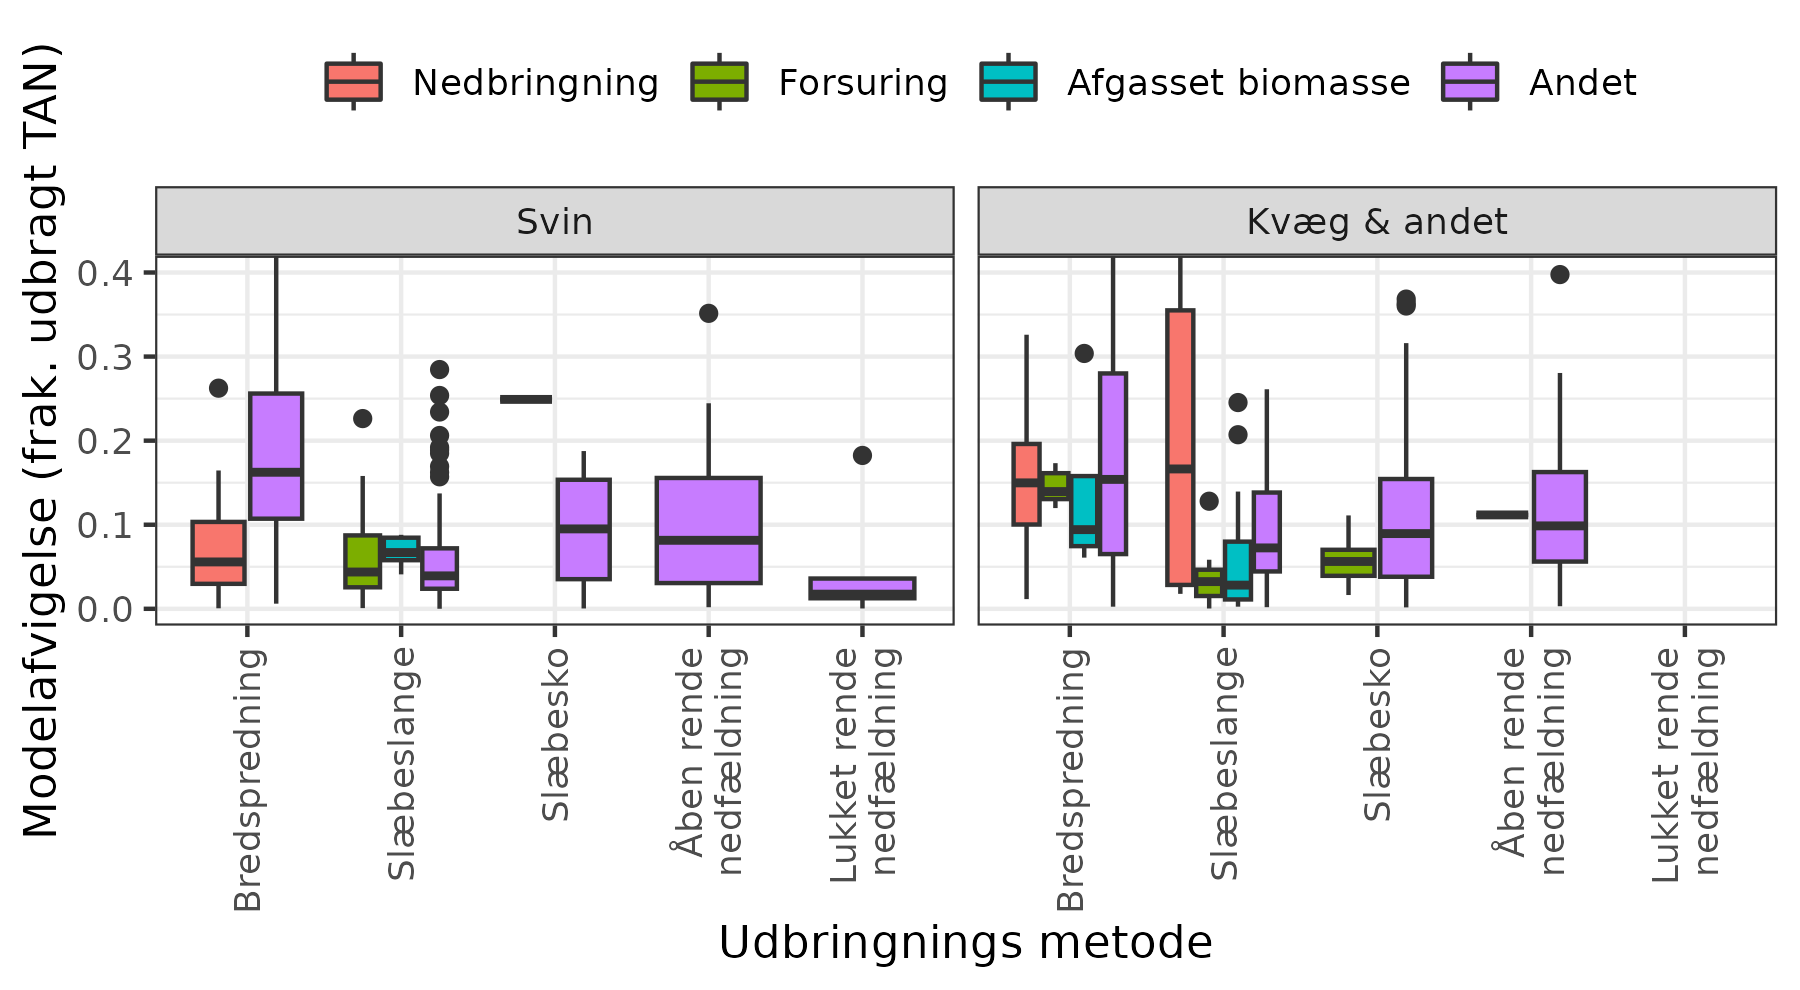 Nedbringning Forsuring Afgasset biomasse Andet
Modelafvigelse (frak. udbragt TAN)
Svin
Kvæg & andet
0.4
0.3
0.2
0.1
0.0
Bredspredning
Slæbeslange
Slæbesko
Åben rende
nedfældning
Lukket rende
nedfældning
Bredspredning
Slæbeslange
Slæbesko
Åben rende
nedfældning
Lukket rende
nedfældning
Udbringnings metode